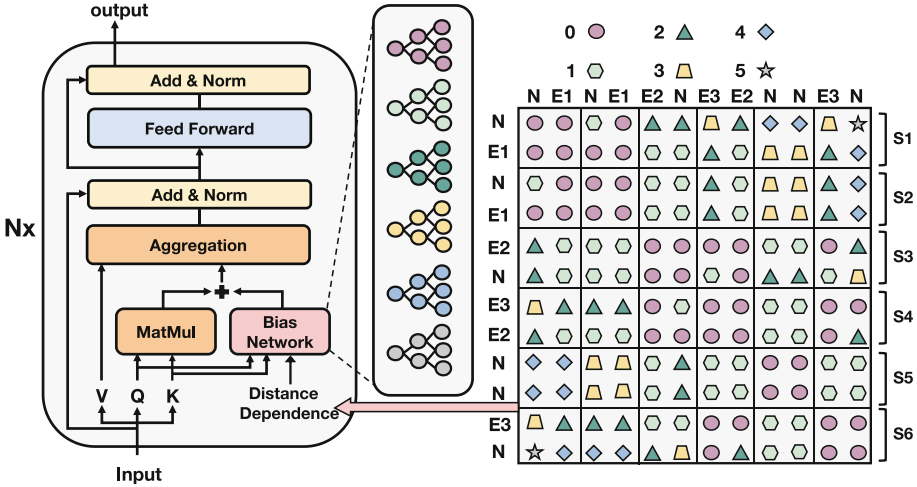 output
Add & Norm
Feed Forward
Add & Norm
Nx
Aggregation
MatMul
Bias
Network
V Q K
Distance
Dependence
Input
0 2 4
1 3 5
N E1 N E1 E2 N E3 E2 N N E3 N
N
E1
S1
N
E1
S2
E2
N
S3
E3
E2
S4
N
N
S5
E3
N
S6